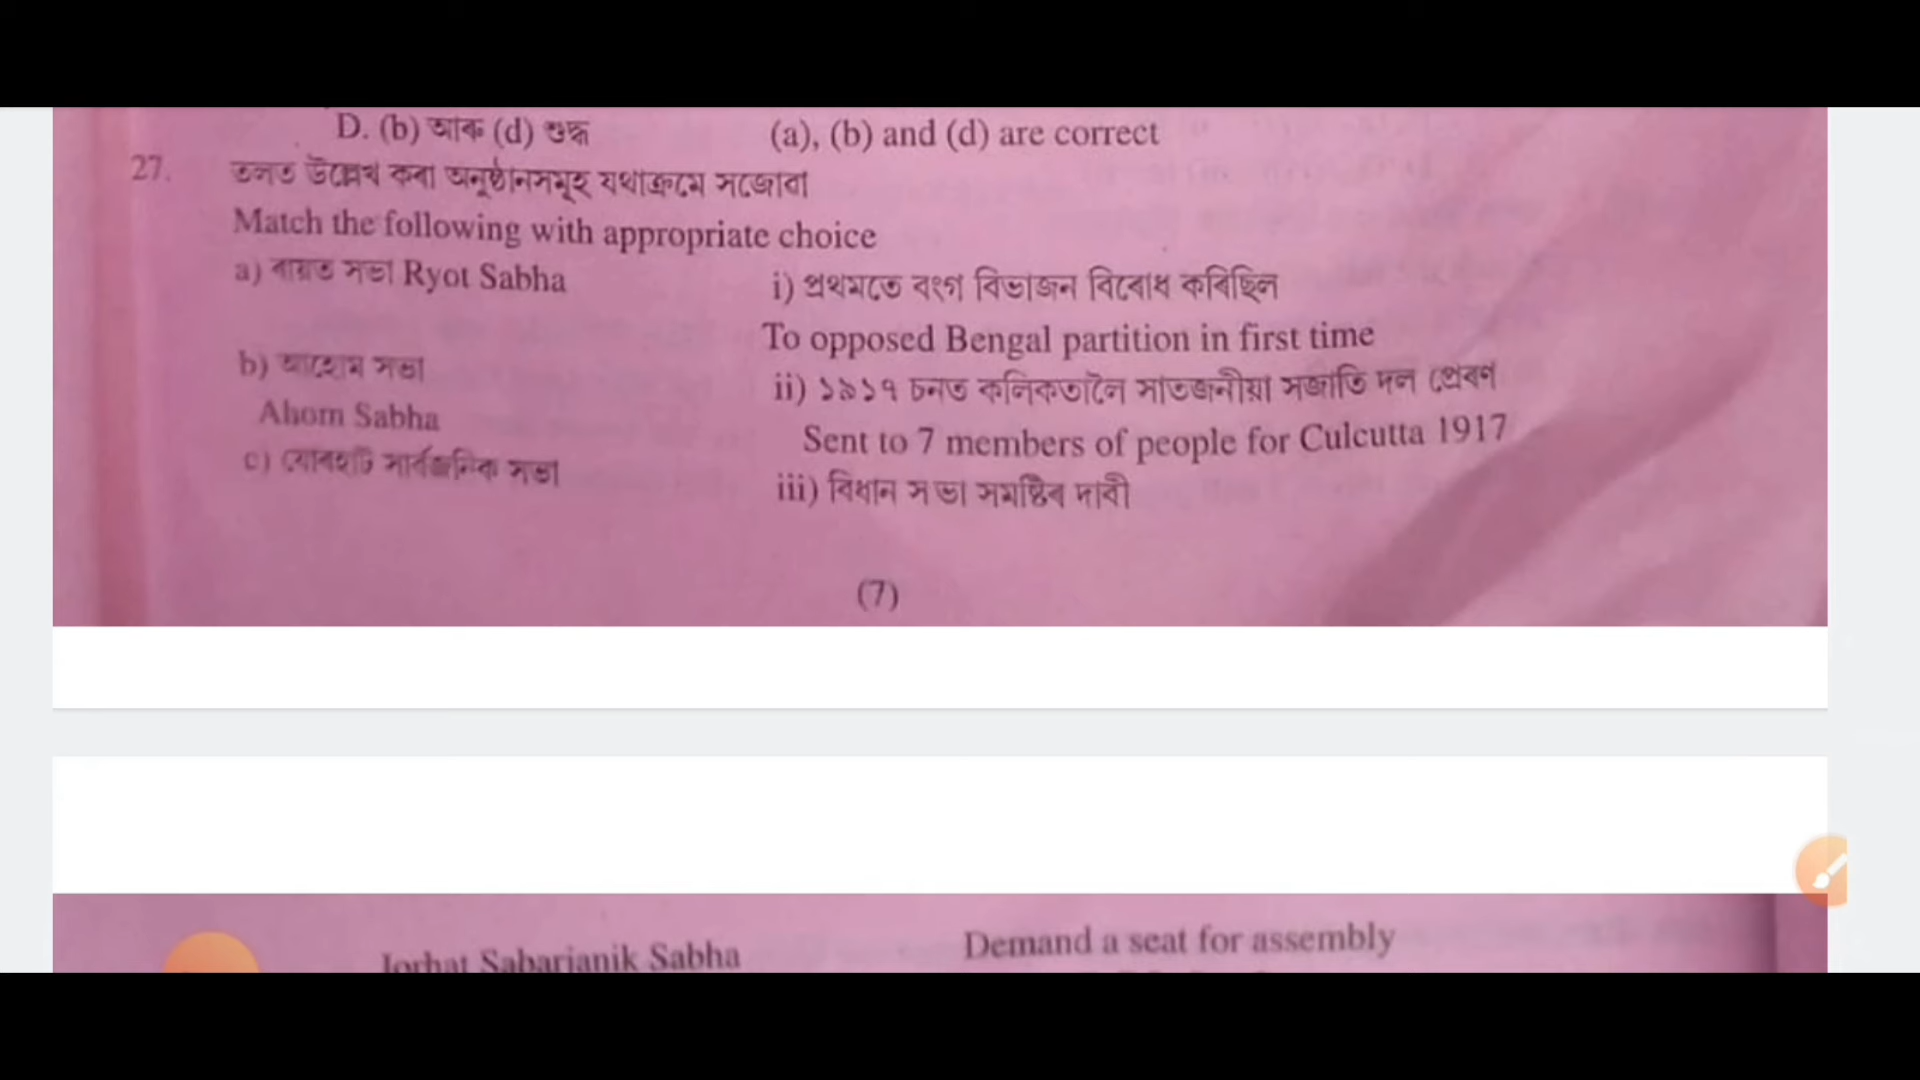 D. (b) আৰু (d) শুদ্ধ (a), (b) and (d) are correct
27. তলত উল্লেখ কৰা অনুষ্ঠানসমূহ যথাক্ৰমে সজোৱা
Match the following with appropriate choice
a) ৰায়ত সভা Ryot Sabha i) প্ৰথমতে বংগ বিভাজন বিৰোধ কৰিছিল
To opposed Bengal partition in first time
b) আহোম সভা ii) ১৯১৭ চনত কলিকতালৈ সাতজনীয়া সজাতি দল প্ৰেৰণ
Ahom Sabha Sent to 7 members of people for Culcutta 1917
c) যোৰহাট সাৰ্বজনিক সভা iii) বিধান সভা সমষ্টিৰ দাবী
(7)
Jorhat Sabarjanik Sabha Demand a seat for assembly